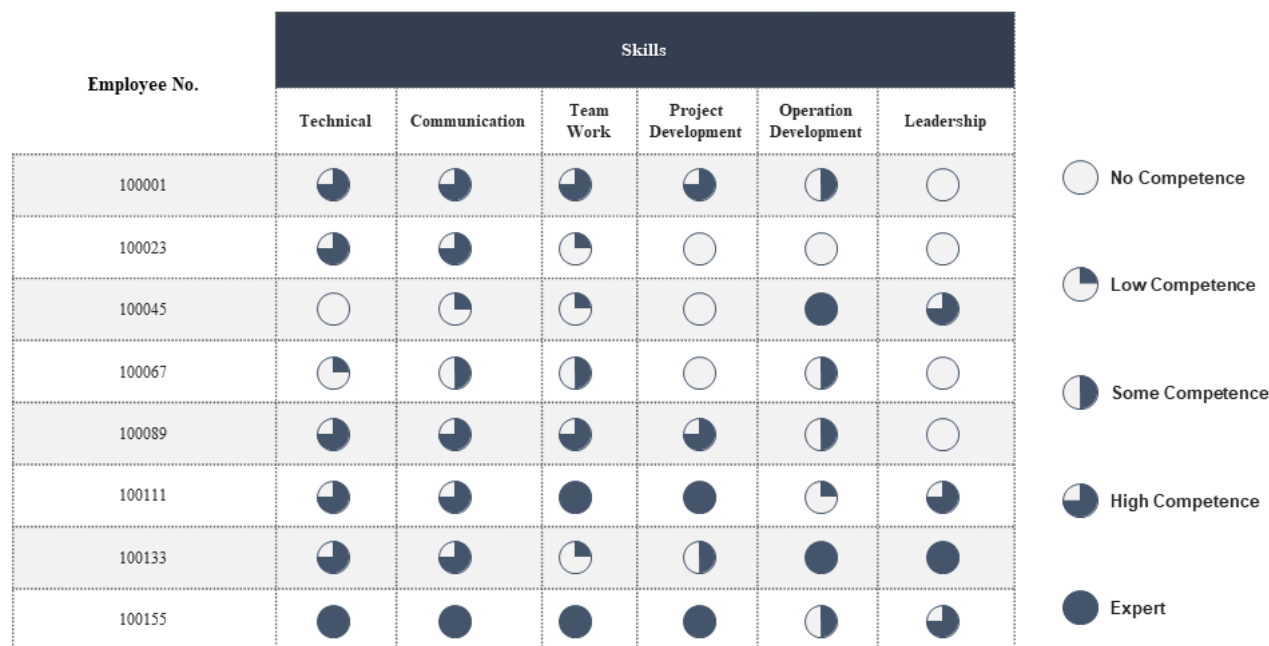 Skills
Employee No.
Technical
Communication
Team
Work
Project
Development
Operation
Development
Leadership
100001
100023
100045
100067
100089
100111
100133
100155
No Competence
Low Competence
Some Competence
High Competence
Expert